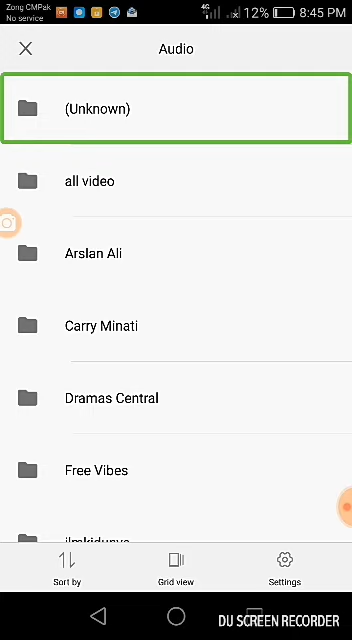 Zong CMPak
No service
4G
12%
8:45 PM
Audio
(Unknown)
all video
Arslan Ali
Carry Minati
Dramas Central
Free Vibes
ilmkidunya
Sort by
Grid view
Settings
DU SCREEN RECORDER